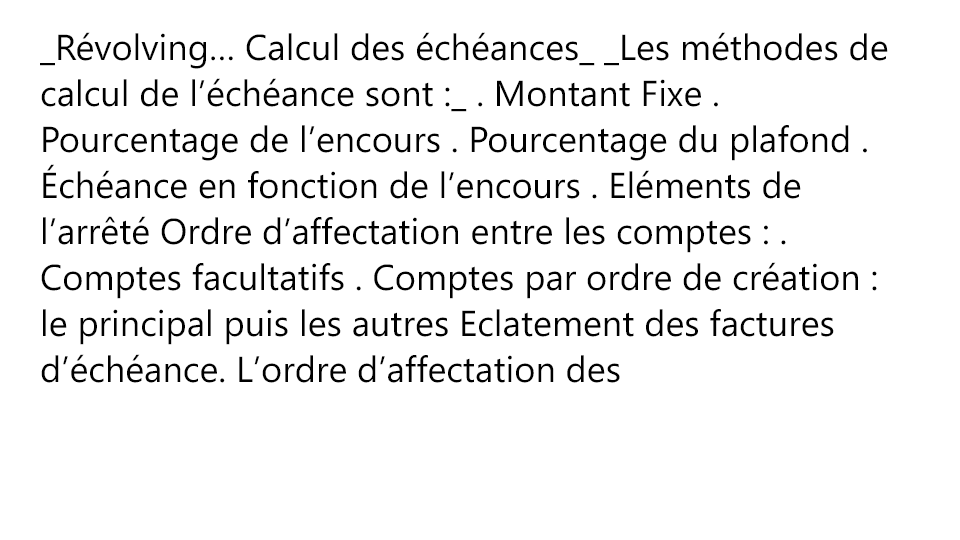 _Révolving... Calcul des échéances_ _Les méthodes de
calcul de l’échéance sont :_ . Montant Fixe .
Pourcentage de l’encours . Pourcentage du plafond .
Échéance en fonction de l’encours . Eléments de
l’arrêté Ordre d’affectation entre les comptes : .
Comptes facultatifs . Comptes par ordre de création :
le principal puis les autres Eclatement des factures
d’échéance. L’ordre d’affectation des